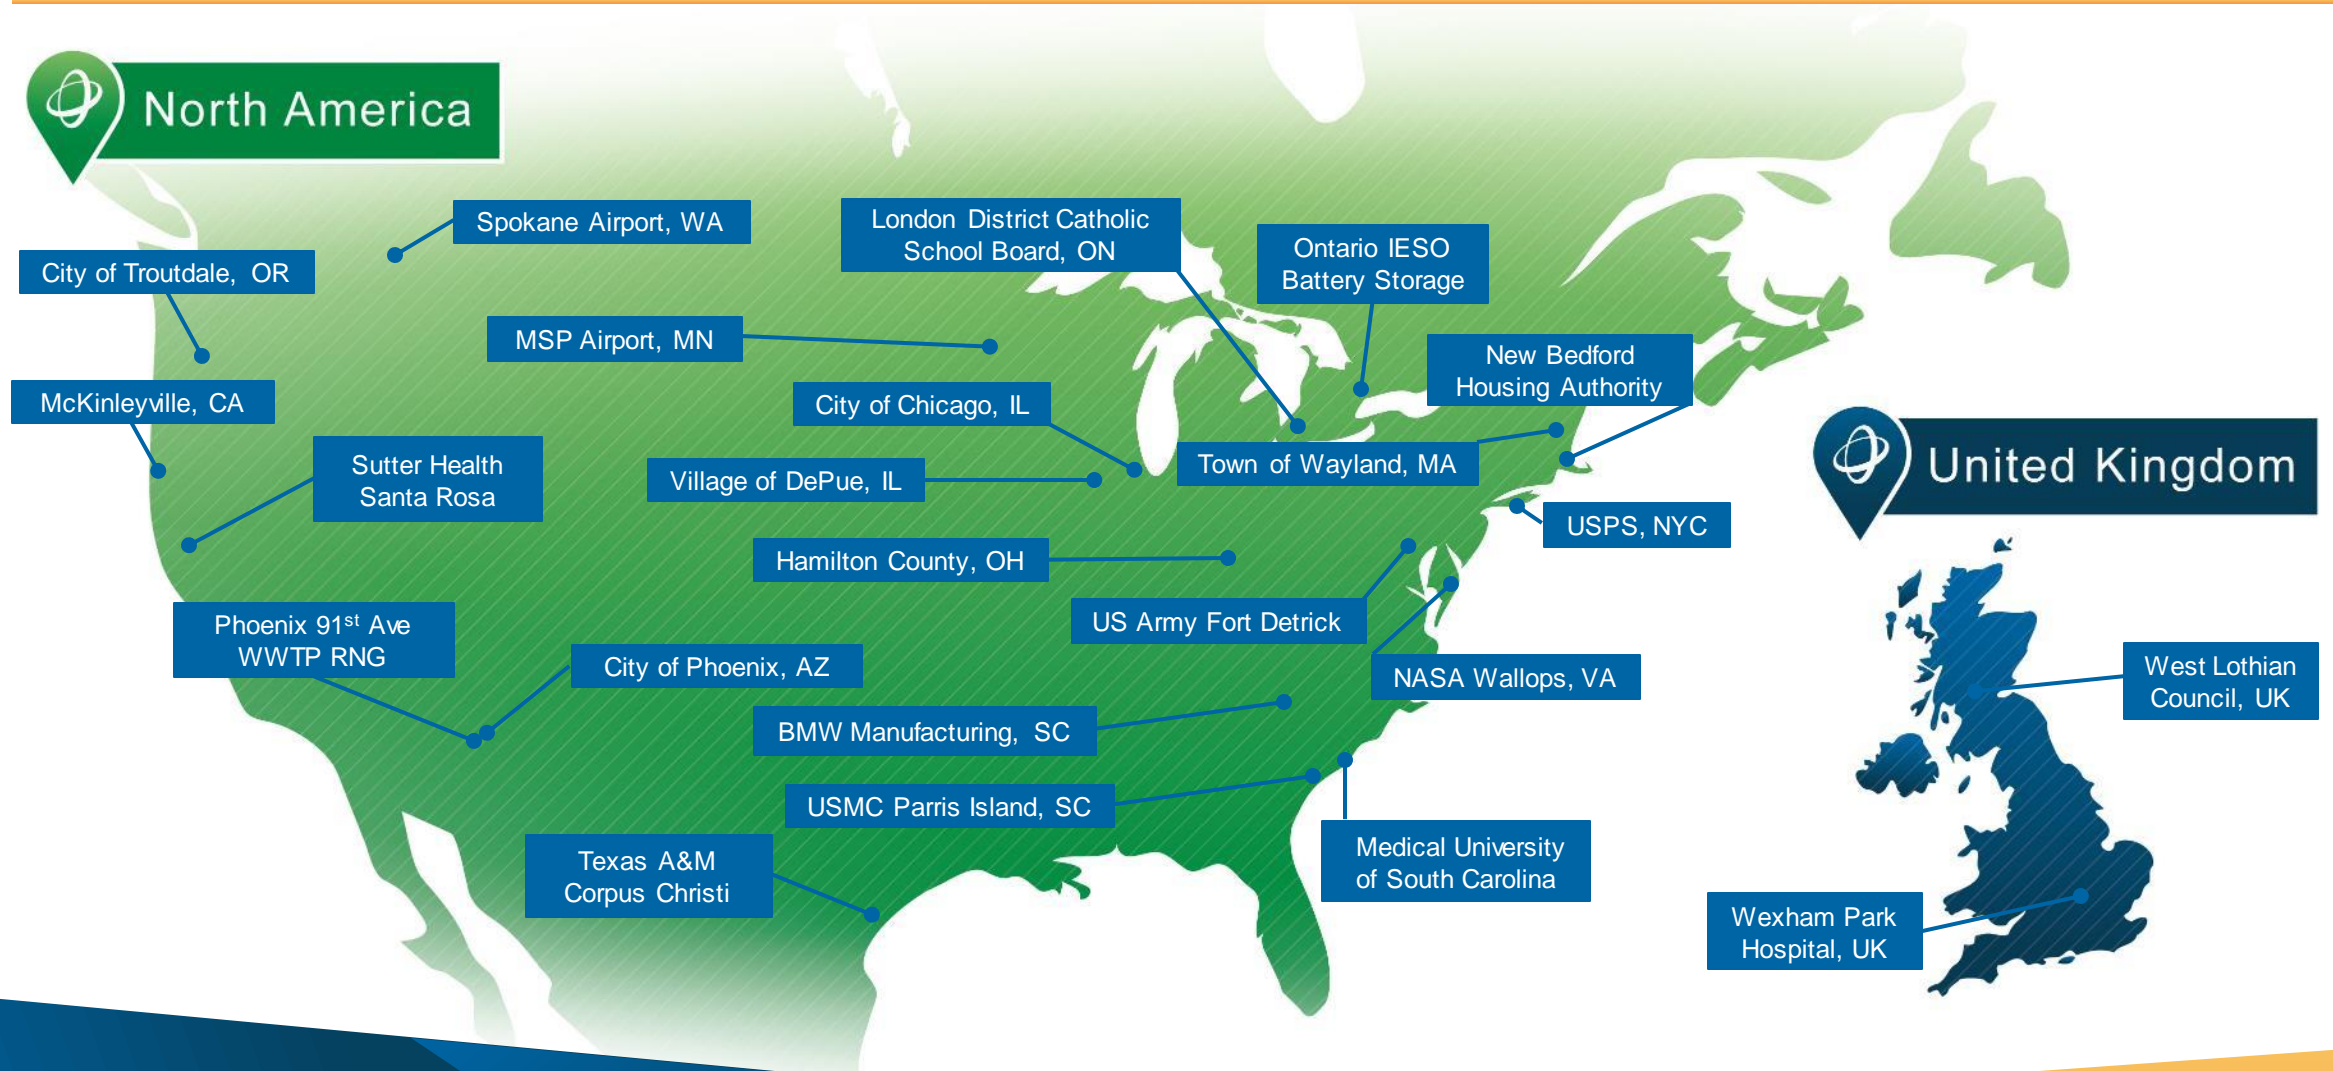 North America
Spokane Airport, WA
London District Catholic
School Board, ON
Ontario IESO
Battery Storage
City of Troutdale, OR
MSP Airport, MN
New Bedford
Housing Authority
McKinleyville, CA
City of Chicago, IL
United Kingdom
Sutter Health
Santa Rosa
Village of DePue, IL
Town of Wayland, MA
USPS, NYC
Hamilton County, OH
US Army Fort Detrick
Phoenix 91st Ave
WWTP RNG
City of Phoenix, AZ
NASA Wallops, VA
West Lothian
Council, UK
BMW Manufacturing, SC
USMC Parris Island, SC
Texas A&M
Corpus Christi
Medical University
of South Carolina
Wexham Park
Hospital, UK